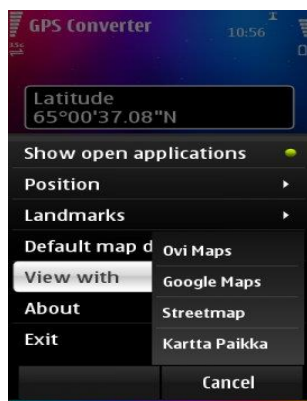 GPS Converter
10:56
Latitude
65°00'37.08"N
Show open applications
Position
Landmarks
Default map d
View with
About
Exit
Ovi Maps
Google Maps
Streetmap
Kartta Paikka
Cancel